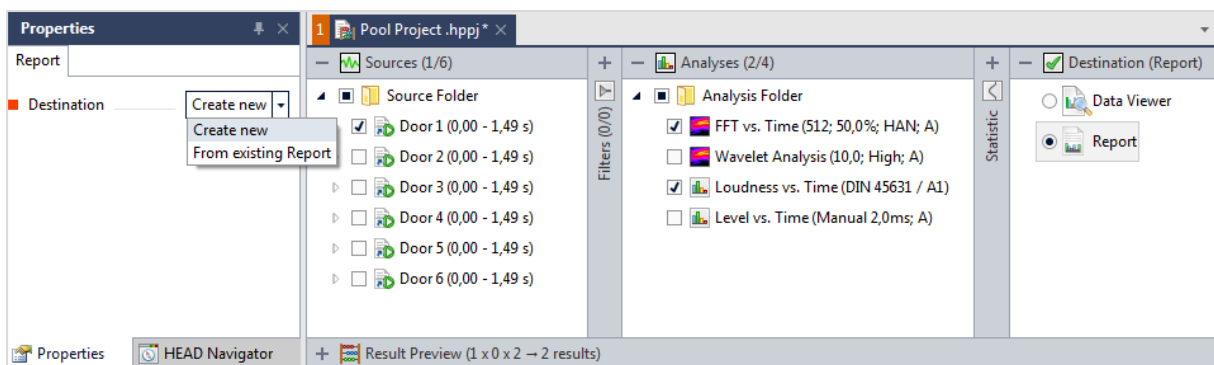 Properties
Report
Destination
Create new
Create new
From existing Report
Properties
HEAD Navigator
1 Pool Project .hppj*
Sources (1/6)
Source Folder
Door 1 (0,00 - 1,49 s)
Door 2 (0,00 - 1,49 s)
Door 3 (0,00 - 1,49 s)
Door 4 (0,00 - 1,49 s)
Door 5 (0,00 - 1,49 s)
Door 6 (0,00 - 1,49 s)
Filters (0/0)
Analyses (2/4)
Analysis Folder
FFT vs. Time (512; 50,0%; HAN; A)
Wavelet Analysis (10,0; High; A)
Loudness vs. Time (DIN 45631 / A1)
Level vs. Time (Manual 2,0ms; A)
Statistic
Destination (Report)
Data Viewer
Report
Result Preview (1 x 0 x 2 → 2 results)